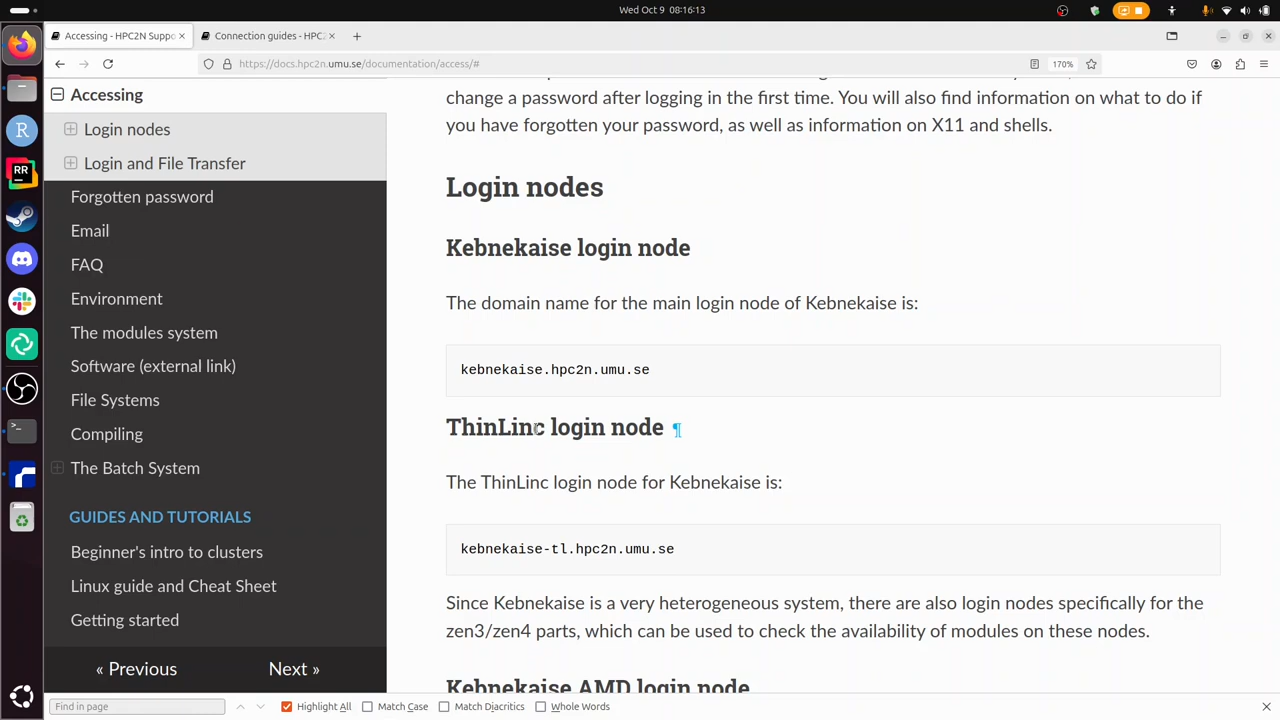 Wed Oct 9 08:16:13
Accessing - HPC2N Suppo
Connection guides - HPC2
https://docs.hpc2n.umu.se/documentation/access/#
170%
Accessing
Login nodes
Login and File Transfer
Forgotten password
Email
FAQ
Environment
The modules system
Software (external link)
File Systems
Compiling
The Batch System
GUIDES AND TUTORIALS
Beginner's intro to clusters
Linux guide and Cheat Sheet
Getting started
« Previous
Next »
change a password after logging in the first time. You will also find information on what to do if
you have forgotten your password, as well as information on X11 and shells.
Login nodes
Kebnekaise login node
The domain name for the main login node of Kebnekaise is:
kebnekaise.hpc2n.umu.se
ThinLinc login node ¶
The ThinLinc login node for Kebnekaise is:
kebnekaise-tl.hpc2n.umu.se
Since Kebnekaise is a very heterogeneous system, there are also login nodes specifically for the
zen3/zen4 parts, which can be used to check the availability of modules on these nodes.
Kebnekaise AMD login node
Find in page
Highlight All
Match Case
Match Diacritics
Whole Words
R
RR